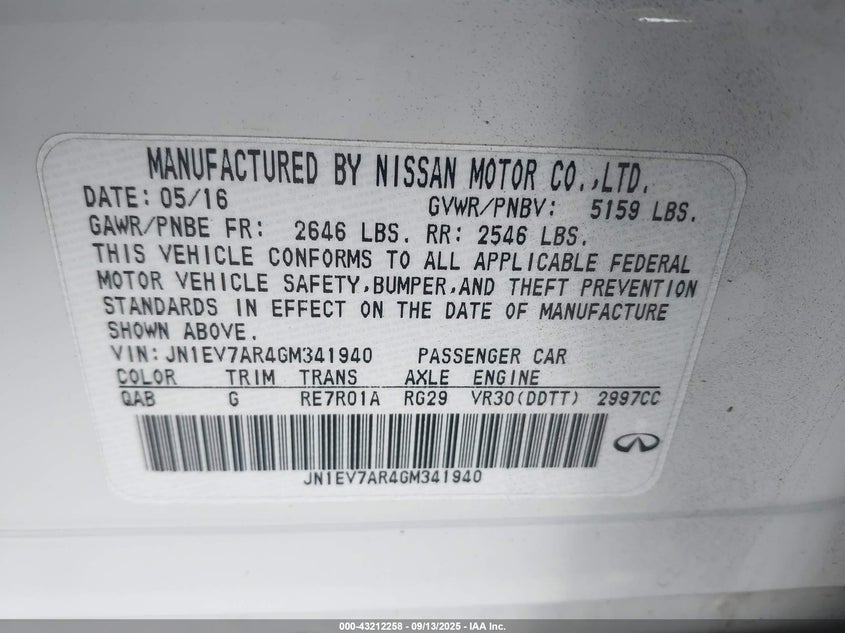 MANUFACTURED BY NISSAN MOTOR CO.,LTD.
DATE: 05/16 GVWR/PNBV: 5159 LBS.
GAWR/PNBE FR: 2646 LBS. RR: 2546 LBS.
THIS VEHICLE CONFORMS TO ALL APPLICABLE FEDERAL
MOTOR VEHICLE SAFETY,BUMPER,AND THEFT PREVENTION
STANDARDS IN EFFECT ON THE DATE OF MANUFACTURE
SHOWN ABOVE.
VIN: JN1EV7AR4GM341940 PASSENGER CAR
COLOR TRIM TRANS AXLE ENGINE
QAB G RE7R01A RG29 VR30(DDTT) 2997CC
JN1EV7AR4GM341940
000-43212258 - 09/13/2025 - IAA Inc.